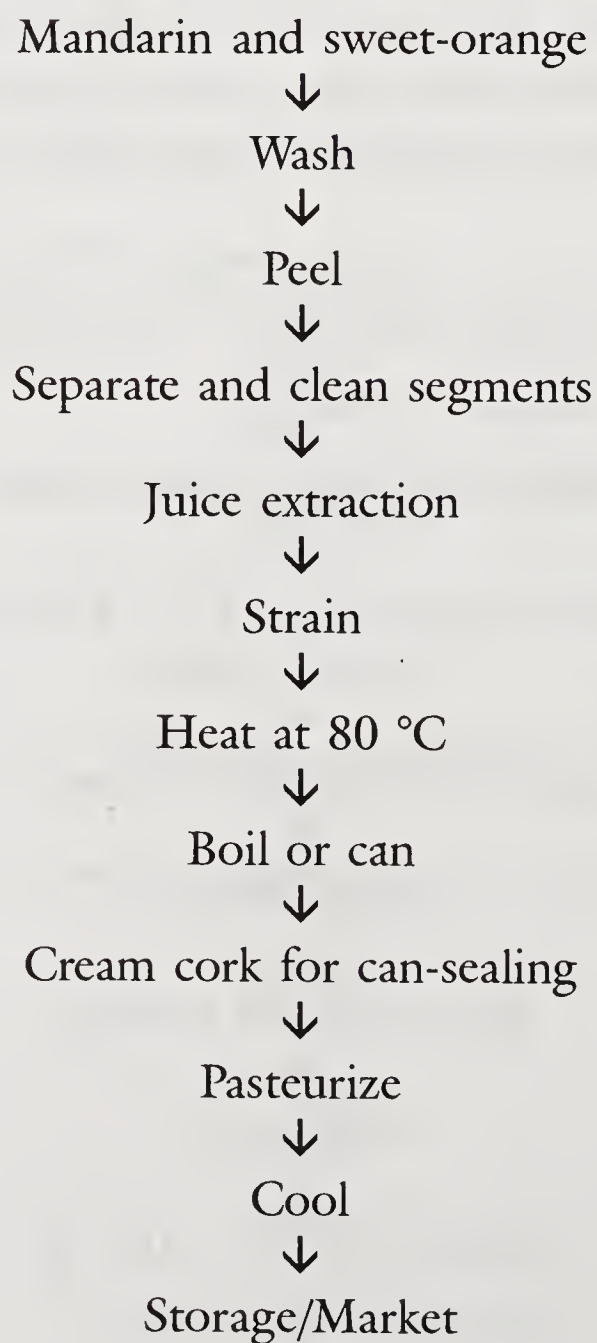 Mandarin and sweet-orange
↓
Wash
↓
Peel
↓
Separate and clean segments
↓
Juice extraction
↓
Strain
↓
Heat at 80 °C
↓
Boil or can
↓
Cream cork for can-sealing
↓
Pasteurize
↓
Cool
↓
Storage/Market